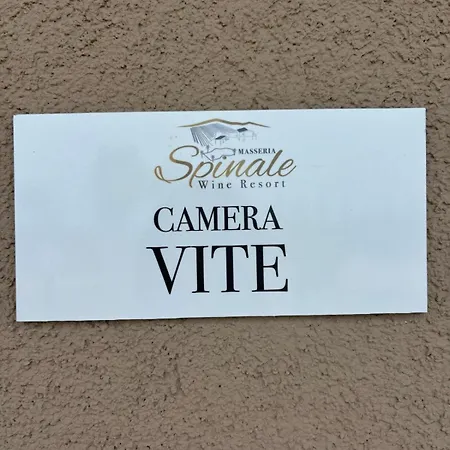 MASSERIA
Spinale
Wine Resort
CAMERA
VITE